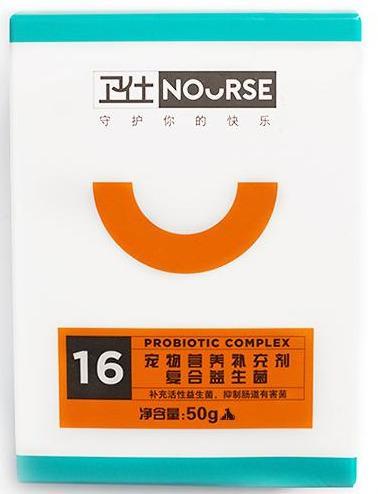 卫仕 NOURSE
守护你的快乐
PROBIOTIC COMPLEX
16
宠物营养补充剂
复合益生菌
补充活性益生菌，抑制肠道有害菌
净含量:50g